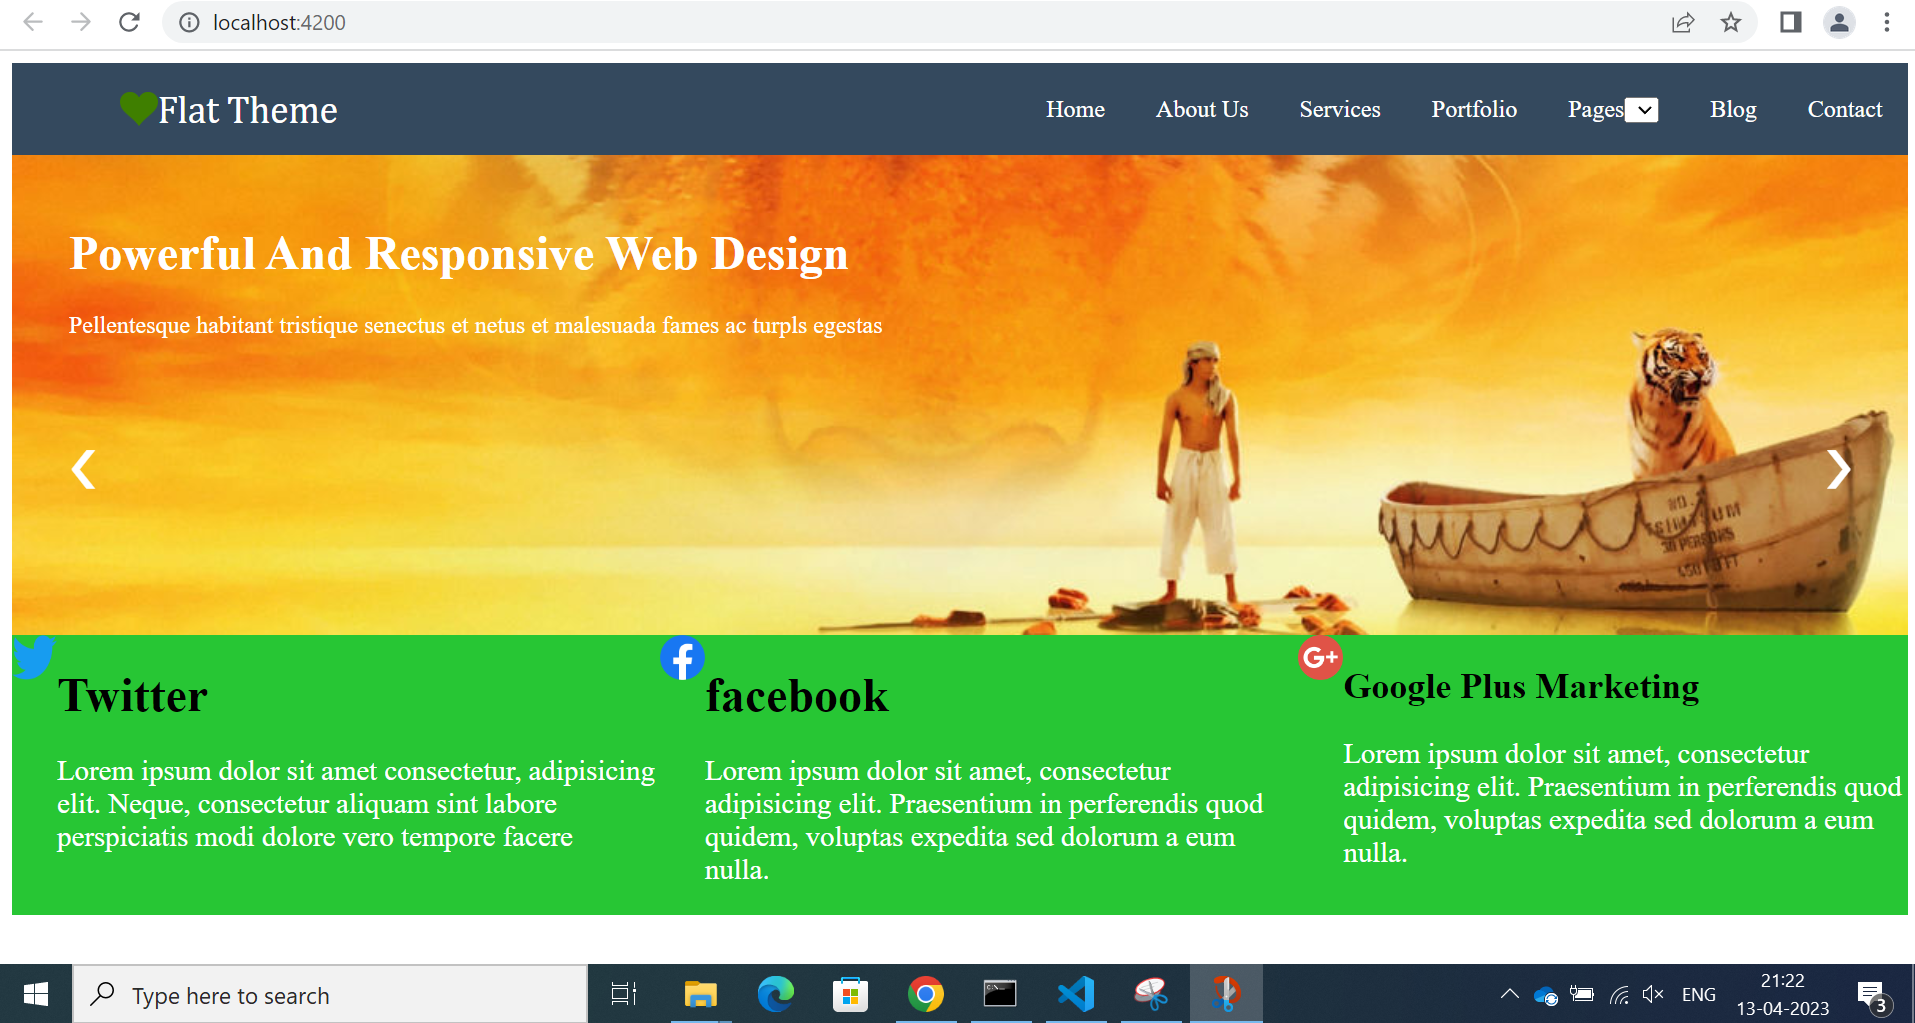 localhost:4200
Flat Theme
Home About Us Services Portfolio Pages Blog Contact
Powerful And Responsive Web Design
Pellentesque habitant tristique senectus et netus et malesuada fames ac turpls egestas
NO.
30 PERSONS
Twitter
Lorem ipsum dolor sit amet consectetur, adipisicing
elit. Neque, consectetur aliquam sint labore
perspiciatis modi dolore vero tempore facere
facebook
Lorem ipsum dolor sit amet, consectetur
adipisicing elit. Praesentium in perferendis quod
quidem, voluptas expedita sed dolorum a eum
nulla.
G+
Google Plus Marketing
Lorem ipsum dolor sit amet, consectetur
adipisicing elit. Praesentium in perferendis quod
quidem, voluptas expedita sed dolorum a eum
nulla.
Type here to search
ENG
21:22
13-04-2023
3